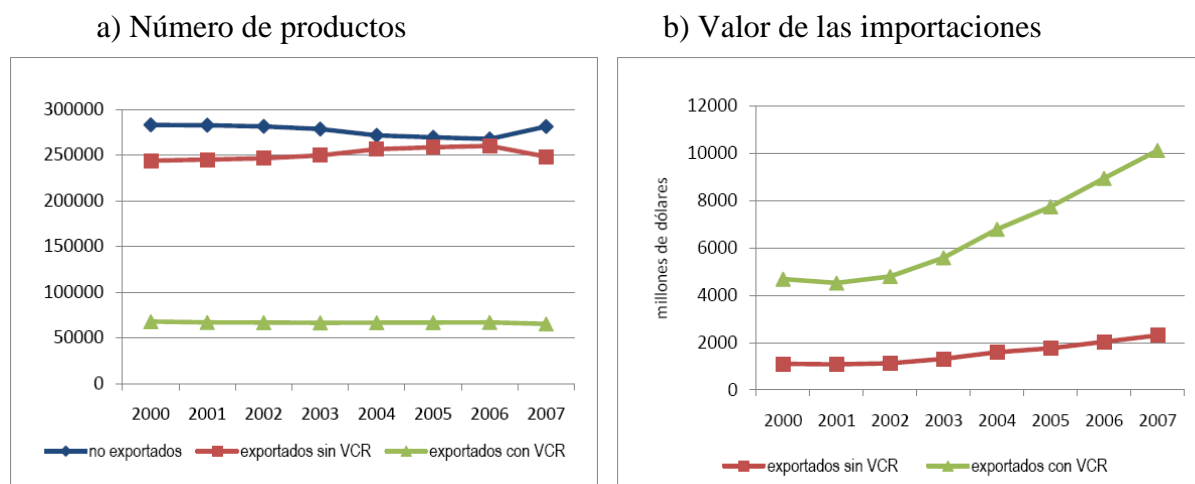 a) Número de productos
300000
250000
200000
150000
100000
50000
0
2000 2001 2002 2003 2004 2005 2006 2007
no exportados exportados sin VCR exportados con VCR
b) Valor de las importaciones
millones de dólares
12000
10000
8000
6000
4000
2000
0
2000 2001 2002 2003 2004 2005 2006 2007
exportados sin VCR exportados con VCR